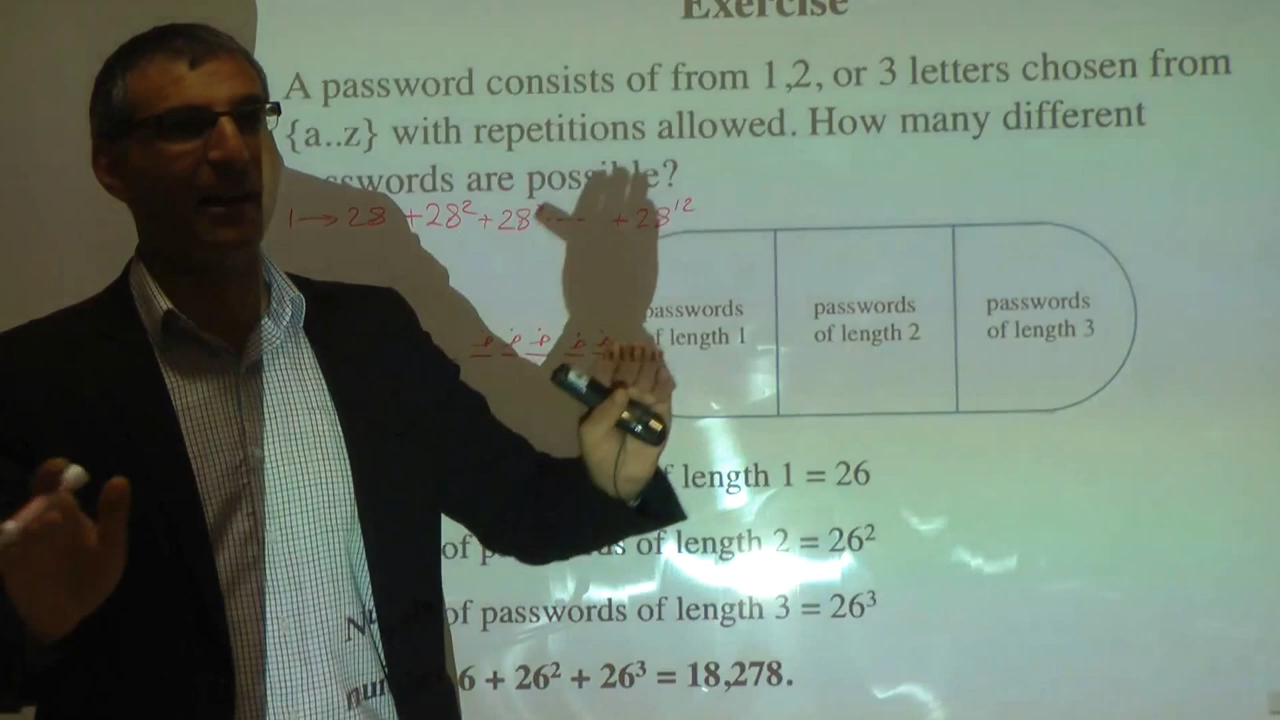 Exercise
A password consists of from 1,2, or 3 letters chosen from
{a..z} with repetitions allowed. How many different
are possible?
1→28 +28² +28 ---- +28¹²
passwords of length 1
passwords of length 2
passwords of length 3
length 1 = 26
of length 2 = 26²
of passwords of length 3 = 26³
6 + 26² + 26³ = 18,278.